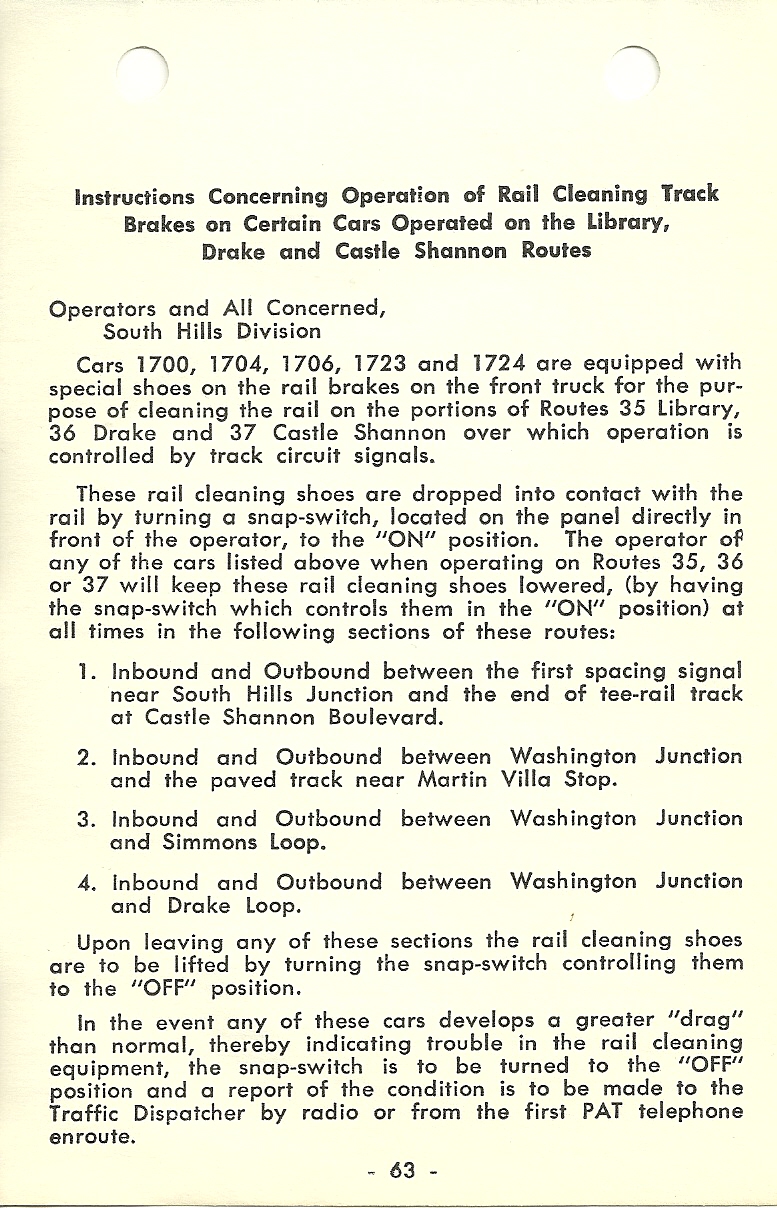 Instructions Concerning Operation of Rail Cleaning Track
Brakes on Certain Cars Operated on the Library,
Drake and Castle Shannon Routes
Operators and All Concerned,
South Hills Division
Cars 1700, 1704, 1706, 1723 and 1724 are equipped with
special shoes on the rail brakes on the front truck for the pur-
pose of cleaning the rail on the portions of Routes 35 Library,
36 Drake and 37 Castle Shannon over which operation is
controlled by track circuit signals.
These rail cleaning shoes are dropped into contact with the
rail by turning a snap-switch, located on the panel directly in
front of the operator, to the "ON" position. The operator of
any of the cars listed above when operating on Routes 35, 36
or 37 will keep these rail cleaning shoes lowered, (by having
the snap-switch which controls them in the "ON" position) at
all times in the following sections of these routes:
1. Inbound and Outbound between the first spacing signal
near South Hills Junction and the end of tee-rail track
at Castle Shannon Boulevard.
2. Inbound and Outbound between Washington Junction
and the paved track near Martin Villa Stop.
3. Inbound and Outbound between Washington Junction
and Simmons Loop.
4. Inbound and Outbound between Washington Junction
and Drake Loop.
Upon leaving any of these sections the rail cleaning shoes
are to be lifted by turning the snap-switch controlling them
to the "OFF" position.
In the event any of these cars develops a greater "drag"
than normal, thereby indicating trouble in the rail cleaning
equipment, the snap-switch is to be turned to the "OFF"
position and a report of the condition is to be made to the
Traffic Dispatcher by radio or from the first PAT telephone
enroute.
- 63 -